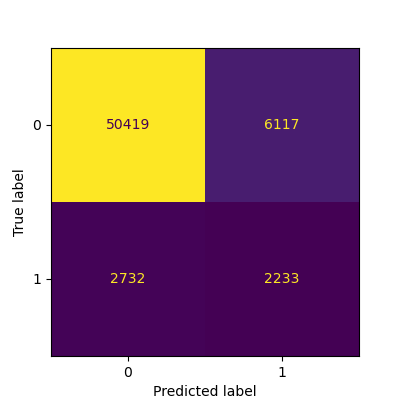 0 50419 6117
True label
1 2732 2233
0 1
Predicted label